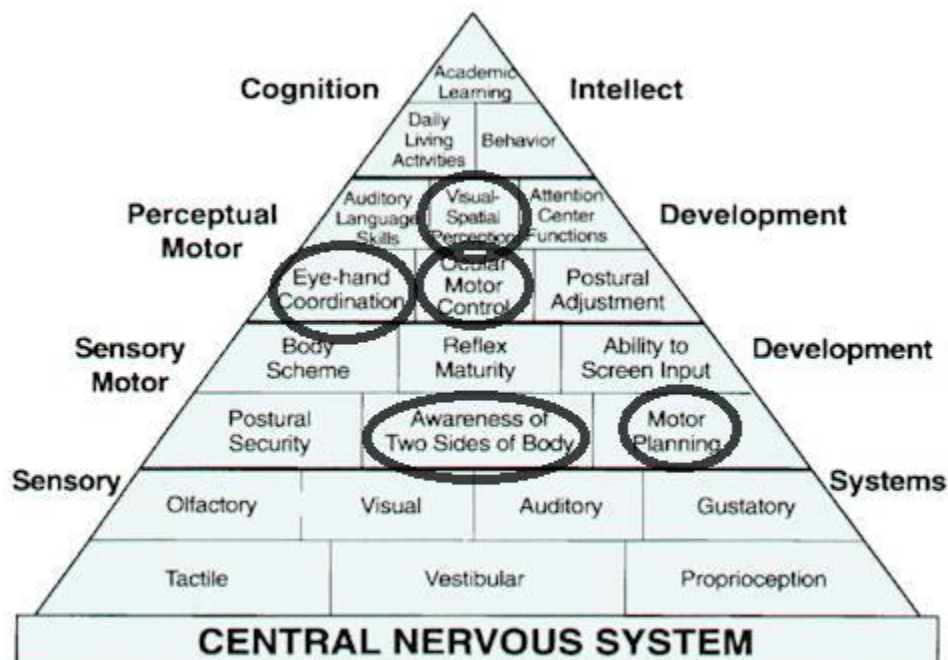 Academic
Learning
Cognition
Intellect
Daily
Living
Activities
Behavior
Auditory
Language
Skills
Visual-
Spatial
Perception
Attention
Center
Functions
Perceptual
Motor
Development
Eye-hand
Coordination
Ocular
Motor
Control
Postural
Adjustment
Sensory
Motor
Development
Body
Scheme
Reflex
Maturity
Ability to
Screen Input
Postural
Security
Awareness of
Two Sides of Body
Motor
Planning
Sensory
Systems
Olfactory
Visual
Auditory
Gustatory
Tactile
Vestibular
Proprioception
CENTRAL NERVOUS SYSTEM